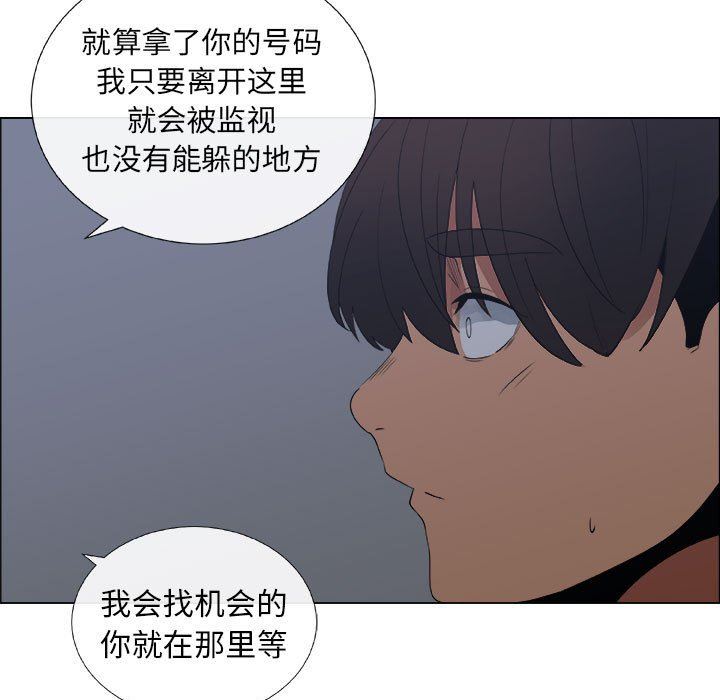 就算拿了你的号码
我只要离开这里
就会被监视
也没有能躲的地方
我会找机会的
你就在那里等